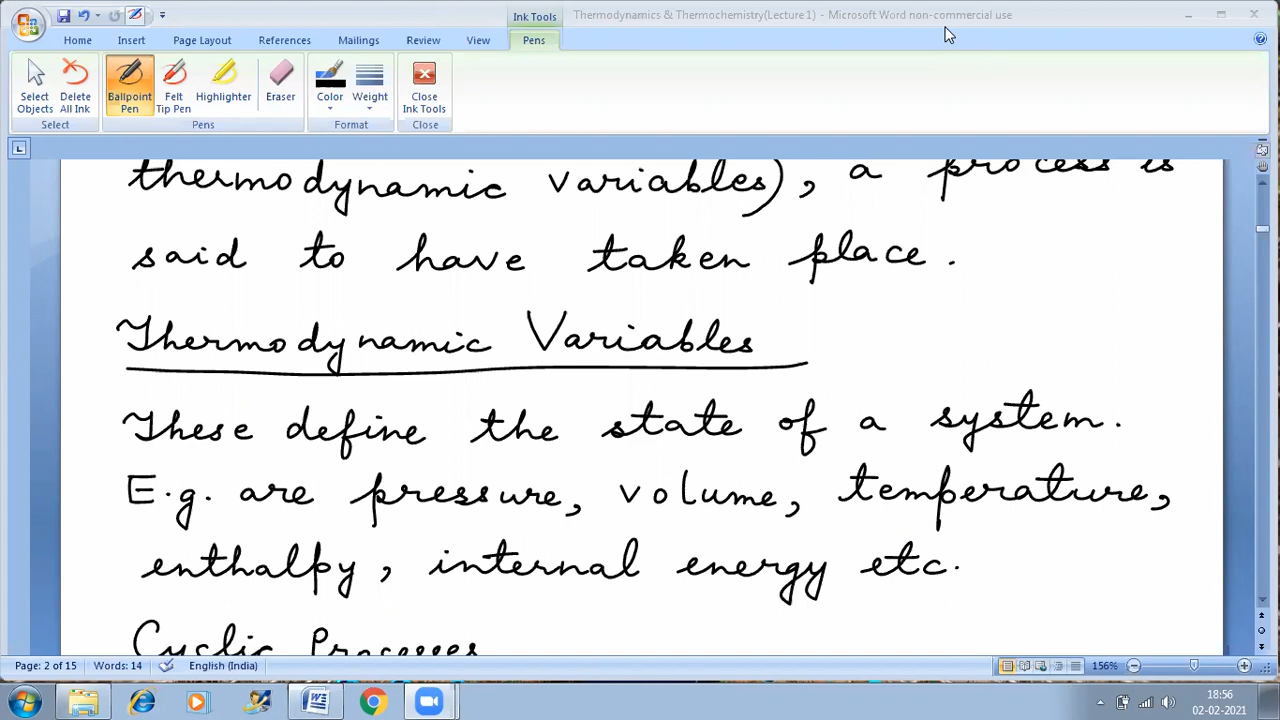 Ink Tools
Thermodynamics & Thermochemistry(Lecture 1) - Microsoft Word non-commercial use
Home Insert Page Layout References Mailings Review View Pens
Select Objects
Delete All Ink
Ballpoint Pen
Felt Tip Pen
Highlighter
Eraser
Color
Weight
Close Ink Tools
Select Pens Format Close
thermodynamic variables), a process is
said to have taken place.
Thermodynamic Variables
These define the state of a system.
E.g. are pressure, volume, temperature,
enthalpy, internal energy etc.
Cyclic Processes
Page: 2 of 15 Words: 14 English (India) 156%
18:56
02-02-2021